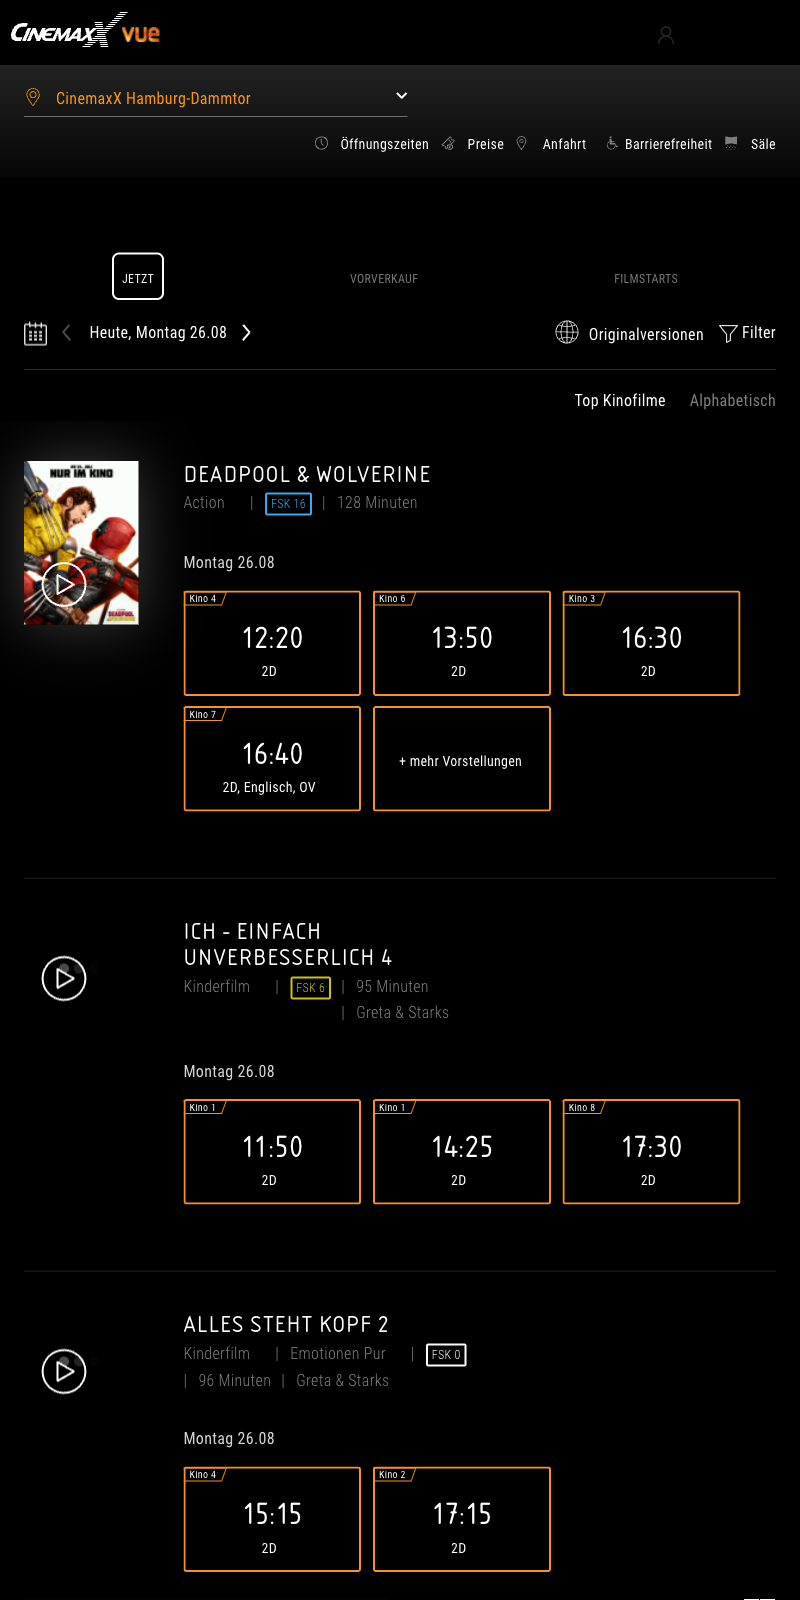 CINEMAXX vue
CinemaxX Hamburg-Dammtor
Öffnungszeiten Preise Anfahrt Barrierefreiheit Säle
JETZT VORVERKAUF FILMSTARTS
Heute, Montag 26.08 Originalversionen Filter
Top Kinofilme Alphabetisch
NUR IM KINO
DEADPOOL & WOLVERINE
Action | FSK 16 | 128 Minuten
Montag 26.08
Kino 4 Kino 6 Kino 3
12:20 13:50 16:30
2D 2D 2D
Kino 7
16:40
2D, Englisch, OV
+ mehr Vorstellungen
ICH - EINFACH
UNVERBESSERLICH 4
Kinderfilm | FSK 6 | 95 Minuten
| Greta & Starks
Montag 26.08
Kino 1 Kino 1 Kino 8
11:50 14:25 17:30
2D 2D 2D
ALLES STEHT KOPF 2
Kinderfilm | Emotionen Pur | FSK 0
| 96 Minuten | Greta & Starks
Montag 26.08
Kino 4 Kino 2
15:15 17:15
2D 2D